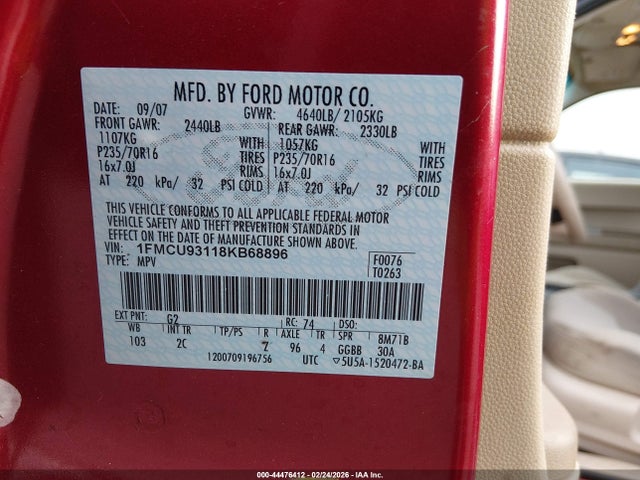 MFD. BY FORD MOTOR CO.
DATE: 09/07 GVWR: 4640LB/ 2105KG
FRONT GAWR: 2440LB REAR GAWR: 2330LB
1107KG WITH 1057KG WITH
P235/70R16 TIRES P235/70R16 TIRES
16x7.0J RIMS 16x7.0J RIMS
AT 220 kPa/ 32 PSI COLD AT 220 kPa/ 32 PSI COLD
THIS VEHICLE CONFORMS TO ALL APPLICABLE FEDERAL MOTOR
VEHICLE SAFETY AND THEFT PREVENTION STANDARDS IN
EFFECT ON THE DATE OF MANUFACTURE SHOWN ABOVE.
VIN: 1FMCU93118KB68896 F0076
TYPE: MPV T0263
EXT PNT: G2 RC: 74 DSO:
WB INT TR TP/PS R AXLE TR SPR 8M71B
103 2C 7 96 4 GGBB 30A
1200709196756 UTC ▽5U5A-1520472-BA
000-44476412 - 02/24/2026 - IAA Inc.